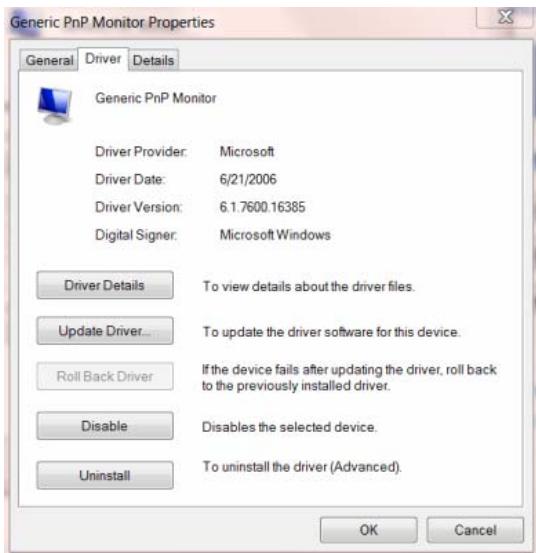 Generic PnP Monitor Properties
General Driver Details
Generic PnP Monitor
Driver Provider: Microsoft
Driver Date: 6/21/2006
Driver Version: 6.1.7600.16385
Digital Signer: Microsoft Windows
Driver Details To view details about the driver files.
Update Driver... To update the driver software for this device.
Roll Back Driver If the device fails after updating the driver, roll back
to the previously installed driver.
Disable Disables the selected device.
Uninstall To uninstall the driver (Advanced).
OK Cancel